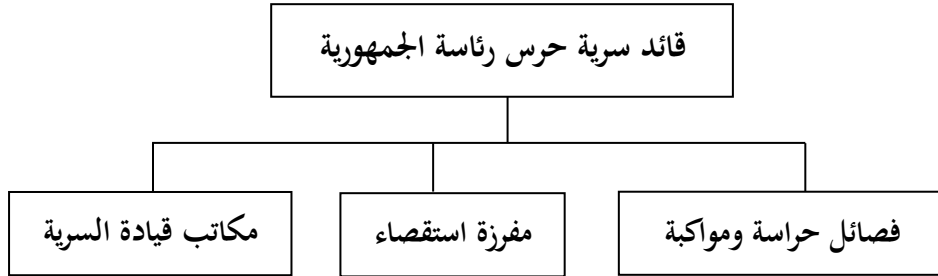 قائد سرية حرس رئاسة الجمهورية
فصائل حراسة ومواكبة
مفرزة استقصاء
مكاتب قيادة السرية